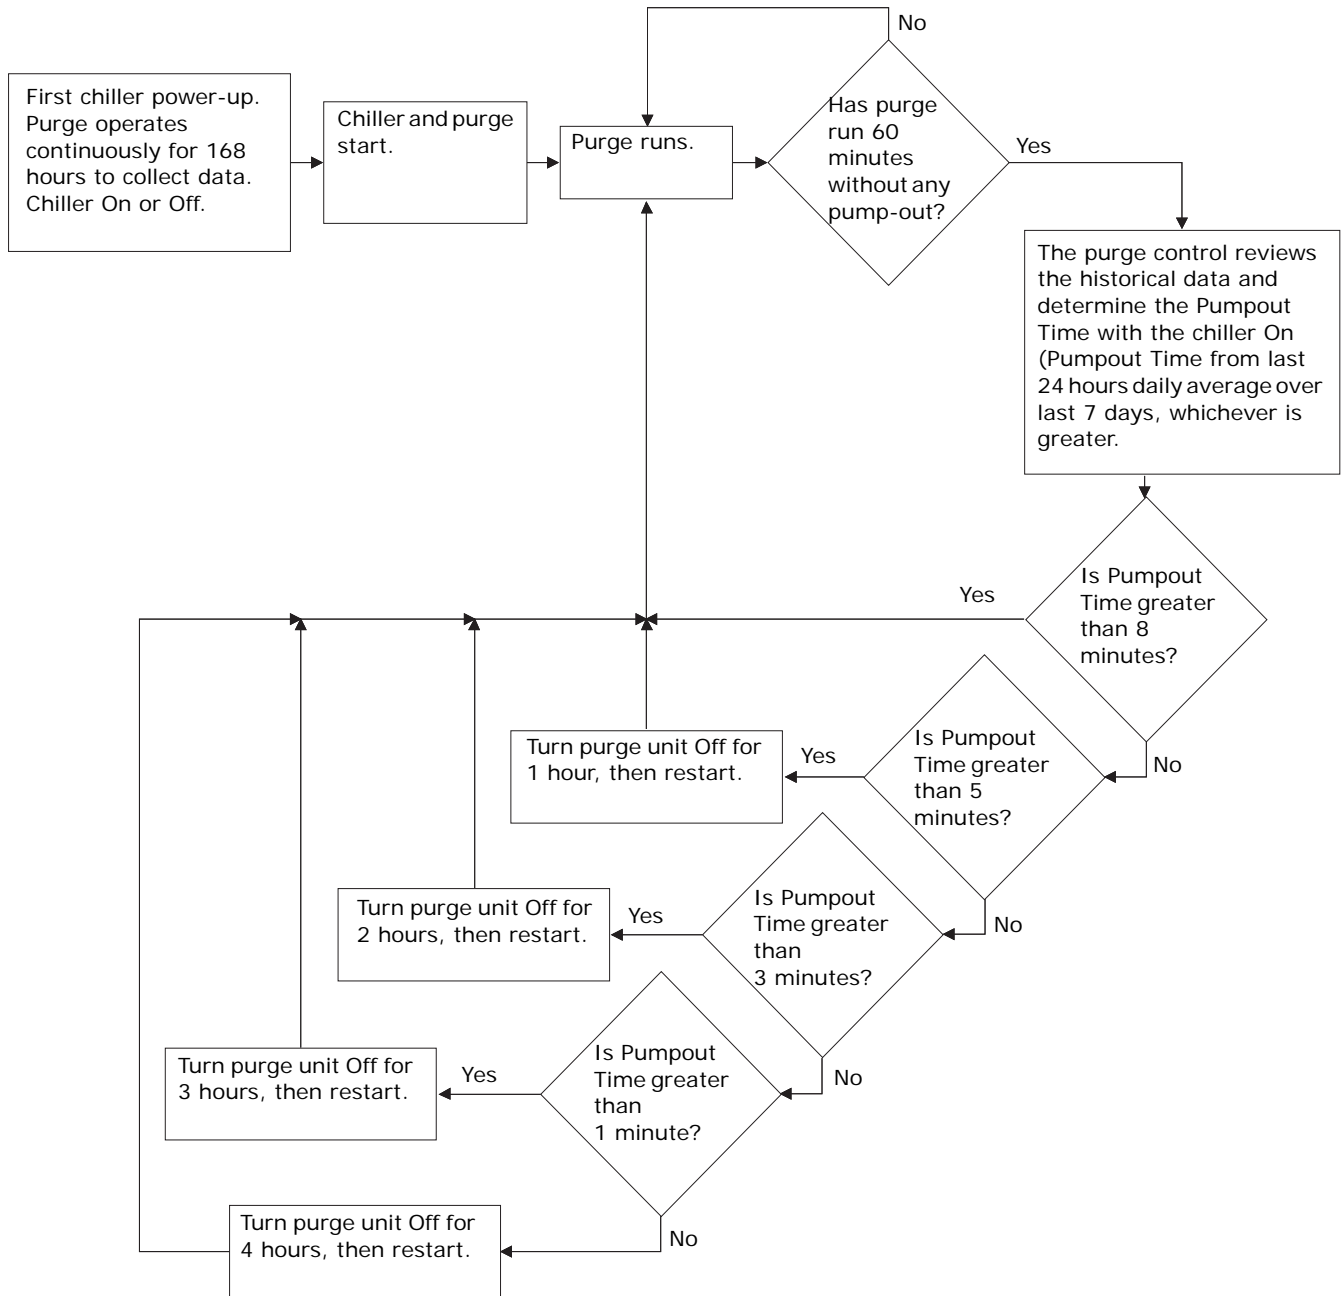 No
First chiller power-up.
Purge operates
continuously for 168
hours to collect data.
Chiller On or Off.
Chiller and purge
start.
Purge runs.
Has purge
run 60
minutes
without any
pump-out?
Yes
The purge control reviews
the historical data and
determine the Pumpout
Time with the chiller On
(Pumpout Time from last
24 hours daily average over
last 7 days, whichever is
greater.
Is Pumpout
Time greater
than 8
minutes?
Yes
No
Is Pumpout
Time greater
than 5
minutes?
Yes
Turn purge unit Off for
1 hour, then restart.
No
Is Pumpout
Time greater
than
3 minutes?
Yes
Turn purge unit Off for
2 hours, then restart.
No
Is Pumpout
Time greater
than
1 minute?
Yes
Turn purge unit Off for
3 hours, then restart.
No
Turn purge unit Off for
4 hours, then restart.